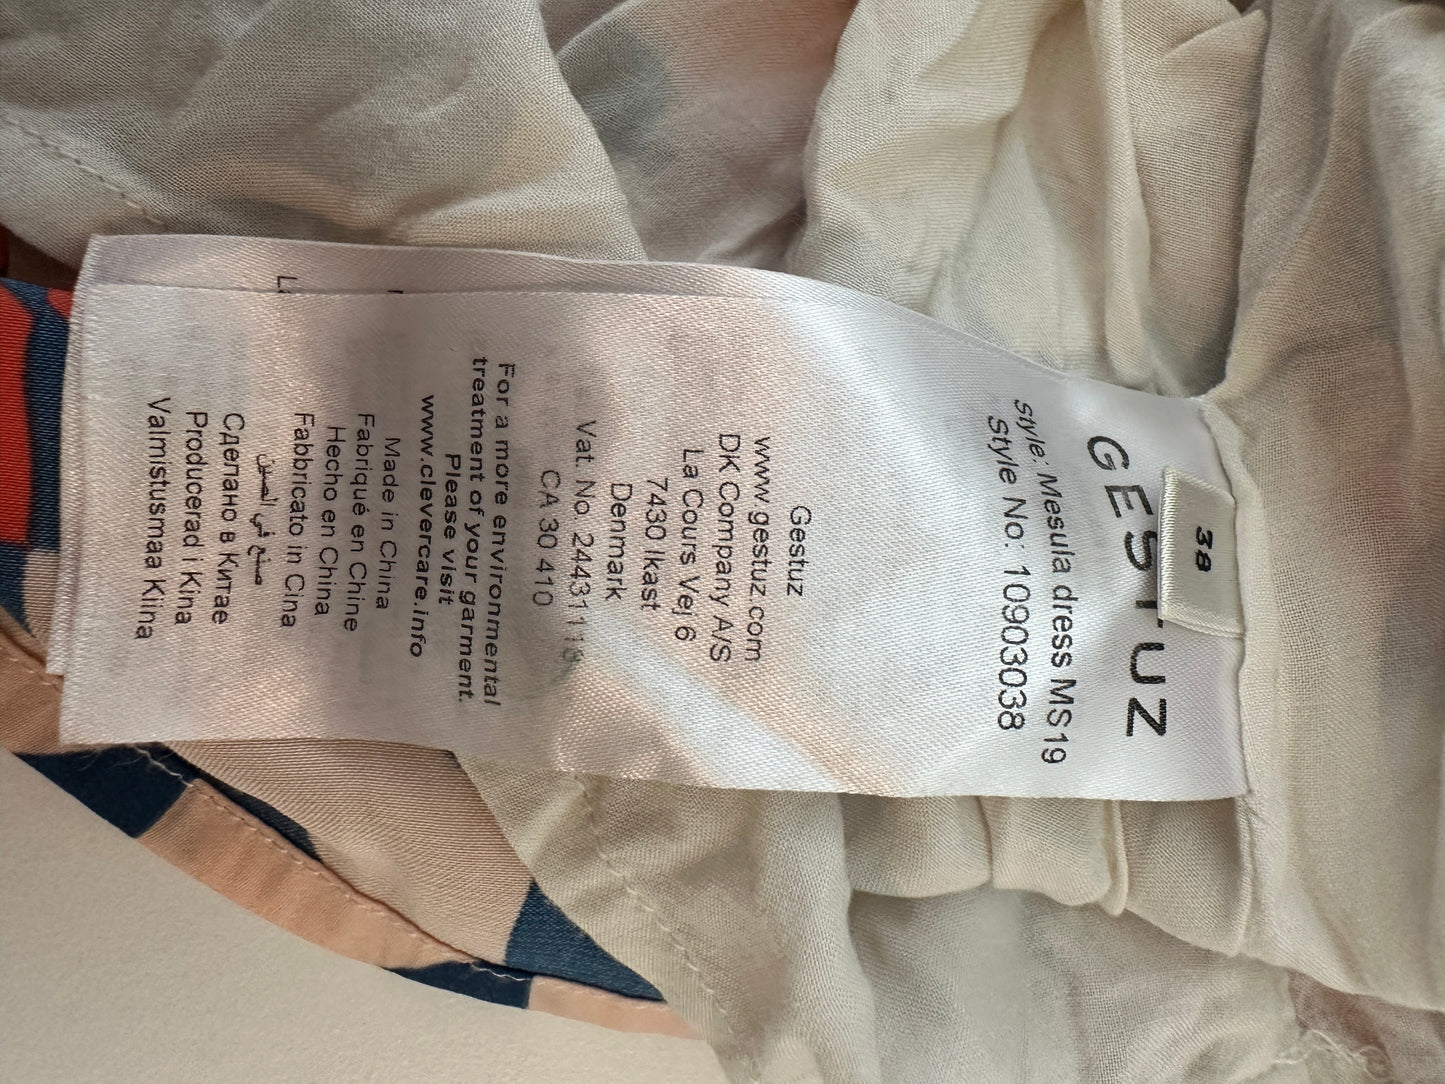 38
GESTUZ
Style: Mesula dress MS19
Style No: 10903038
Gestuz
www.gestuz.com
DK Company A/S
La Cours Vej 6
7430 Ikast
Denmark
Vat. No. 24431118
CA 30 410
For a more environmental
treatment of your garment.
Please visit
www.clevercare.info
Made in China
Fabriqué en Chine
Hecho en China
Fabbricato in Cina
صنع في الصين
Сделано в Китае
Producerad i Kina
Valmistusmaa Kiina